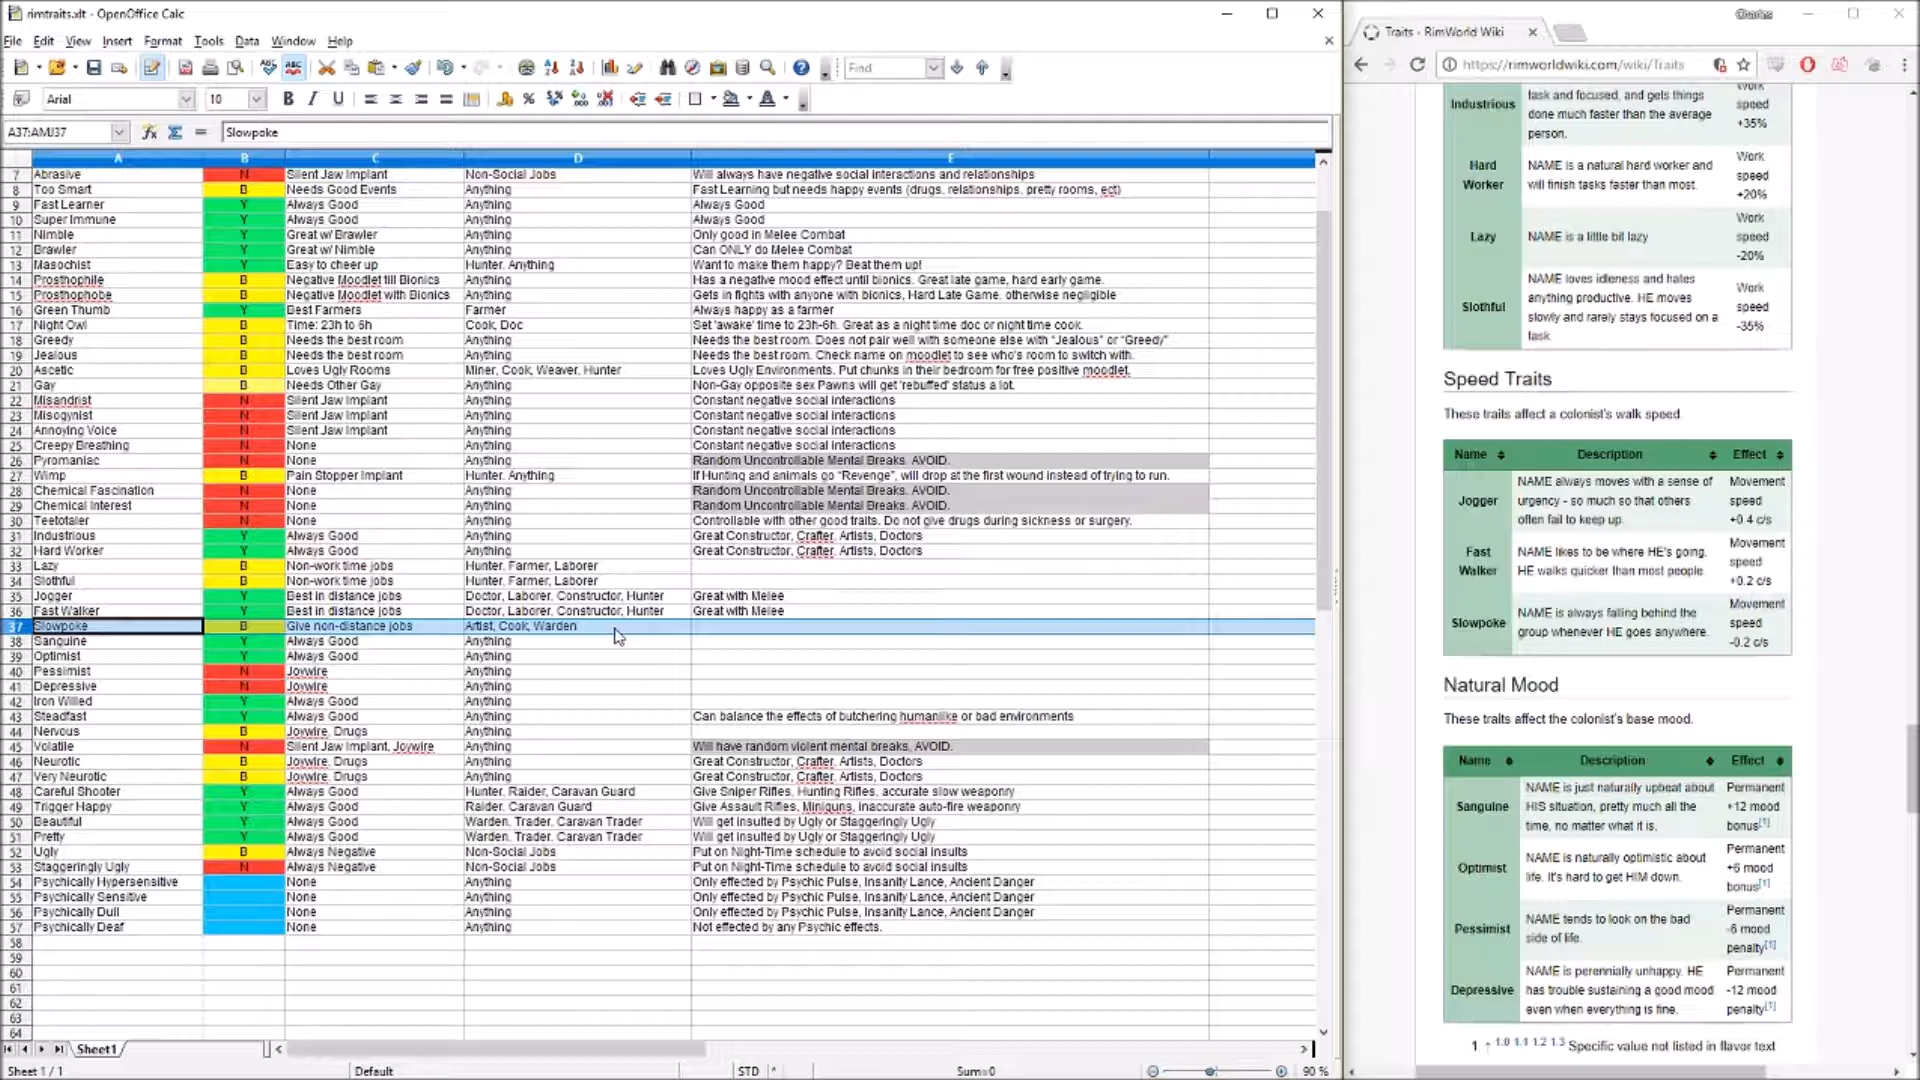 rimtraits.xlt - OpenOffice Calc
File Edit View Insert Format Tools Data Window Help
Find
Arial 10
A37:AMJ37 Slowpoke
A B C D E
7 Abrasive N Silent Jaw Implant Non-Social Jobs Will always have negative social interactions and relationships
8 Too Smart B Needs Good Events Anything Fast Learning but needs happy events (drugs, relationships, pretty rooms, ect)
9 Fast Learner Y Always Good Anything Always Good
10 Super Immune Y Always Good Anything Always Good
11 Nimble Y Great w/ Brawler Anything Only good in Melee Combat
12 Brawler Y Great w/ Nimble Anything Can ONLY do Melee Combat
13 Masochist Y Easy to cheer up Hunter, Anything Want to make them happy? Beat them up!
14 Prosthophile B Negative Moodlet till Bionics Anything Has a negative mood effect until bionics. Great late game, hard early game.
15 Prosthophobe B Negative Moodlet with Bionics Anything Gets in fights with anyone with bionics, Hard Late Game. otherwise negligible
16 Green Thumb Y Best Farmers Farmer Always happy as a farmer
17 Night Owl B Time: 23h to 6h Cook, Doc Set 'awake' time to 23h-6h. Great as a night time doc or night time cook.
18 Greedy B Needs the best room Anything Needs the best room. Does not pair well with someone else with “Jealous” or “Greedy”
19 Jealous B Needs the best room Anything Needs the best room. Check name on moodlet to see who's room to switch with.
20 Ascetic B Loves Ugly Rooms Miner, Cook, Weaver, Hunter Loves Ugly Environments. Put chunks in their bedroom for free positive moodlet.
21 Gay B Needs Other Gay Anything Non-Gay opposite sex Pawns will get 'rebuffed' status a lot.
22 Misandrist N Silent Jaw Implant Anything Constant negative social interactions
23 Misogynist N Silent Jaw Implant Anything Constant negative social interactions
24 Annoying Voice N Silent Jaw Implant Anything Constant negative social interactions
25 Creepy Breathing N None Anything Constant negative social interactions
26 Pyromaniac N None Anything Random Uncontrollable Mental Breaks. AVOID.
27 Wimp B Pain Stopper Implant Hunter, Anything If Hunting and animals go “Revenge”, will drop at the first wound instead of trying to run.
28 Chemical Fascination N None Anything Random Uncontrollable Mental Breaks. AVOID.
29 Chemical Interest N None Anything Random Uncontrollable Mental Breaks. AVOID.
30 Teetotaler N None Anything Controllable with other good traits. Do not give drugs during sickness or surgery.
31 Industrious Y Always Good Anything Great Constructor, Crafter, Artists, Doctors
32 Hard Worker Y Always Good Anything Great Constructor, Crafter, Artists, Doctors
33 Lazy B Non-work time jobs Hunter, Farmer, Laborer
34 Slothful B Non-work time jobs Hunter, Farmer, Laborer
35 Jogger Y Best in distance jobs Doctor, Laborer, Constructor, Hunter Great with Melee
36 Fast Walker Y Best in distance jobs Doctor, Laborer, Constructor, Hunter Great with Melee
37 Slowpoke B Give non-distance jobs Artist, Cook, Warden
38 Sanguine Y Always Good Anything
39 Optimist Y Always Good Anything
40 Pessimist N Joywire Anything
41 Depressive N Joywire Anything
42 Iron Willed Y Always Good Anything
43 Steadfast Y Always Good Anything Can balance the effects of butchering humanlike or bad environments
44 Nervous B Joywire, Drugs Anything
45 Volatile N Silent Jaw Implant, Joywire Anything Will have random violent mental breaks, AVOID.
46 Neurotic B Joywire, Drugs Anything Great Constructor, Crafter, Artists, Doctors
47 Very Neurotic B Joywire, Drugs Anything Great Constructor, Crafter, Artists, Doctors
48 Careful Shooter Y Always Good Hunter, Raider, Caravan Guard Give Sniper Rifles, Hunting Rifles, accurate slow weaponry
49 Trigger Happy Y Always Good Raider, Caravan Guard Give Assault Rifles, Miniguns, inaccurate auto-fire weaponry
50 Beautiful Y Always Good Warden, Trader, Caravan Trader Will get insulted by Ugly or Staggeringly Ugly
51 Pretty Y Always Good Warden, Trader, Caravan Trader Will get insulted by Ugly or Staggeringly Ugly
52 Ugly B Always Negative Non-Social Jobs Put on Night-Time schedule to avoid social insults
53 Staggeringly Ugly N Always Negative Non-Social Jobs Put on Night-Time schedule to avoid social insults
54 Psychically Hypersensitive None Anything Only effected by Psychic Pulse, Insanity Lance, Ancient Danger
55 Psychically Sensitive None Anything Only effected by Psychic Pulse, Insanity Lance, Ancient Danger
56 Psychically Dull None Anything Only effected by Psychic Pulse, Insanity Lance, Ancient Danger
57 Psychically Deaf None Anything Not effected by any Psychic effects.
58
59
60
61
62
63
64
Sheet1
Sheet 1 / 1 Default STD * Sum=0 90 %
Charles
Traits - RimWorld Wiki
https://rimworldwiki.com/wiki/Traits
Industrious
task and focused, and gets things
done much faster than the average
person.
Work
speed
+35%
Hard
Worker
NAME is a natural hard worker and
will finish tasks faster than most.
Work
speed
+20%
Lazy
NAME is a little bit lazy
Work
speed
-20%
Slothful
NAME loves idleness and hates
anything productive. HE moves
slowly and rarely stays focused on a
task
Work
speed
-35%
Speed Traits
These traits affect a colonist's walk speed
Name Description Effect
Jogger
NAME always moves with a sense of
urgency - so much so that others
often fail to keep up.
Movement
speed
+0.4 c/s
Fast
Walker
NAME likes to be where HE's going.
HE walks quicker than most people
Movement
speed
+0.2 c/s
Slowpoke
NAME is always falling behind the
group whenever HE goes anywhere.
Movement
speed
-0.2 c/s
Natural Mood
These traits affect the colonist's base mood.
Name Description Effect
Sanguine
NAME is just naturally upbeat about
HIS situation, pretty much all the
time, no matter what it is.
Permanent
+12 mood
bonus[1]
Optimist
NAME is naturally optimistic about
life. It's hard to get HIM down.
Permanent
+6 mood
bonus[1]
Pessimist
NAME tends to look on the bad
side of life.
Permanent
-6 mood
penalty[1]
Depressive
NAME is perennially unhappy. HE
has trouble sustaining a good mood
even when everything is fine.
Permanent
-12 mood
penalty[1]
1 ↑ 1.0 1.1 1.2 1.3 Specific value not listed in flavor text